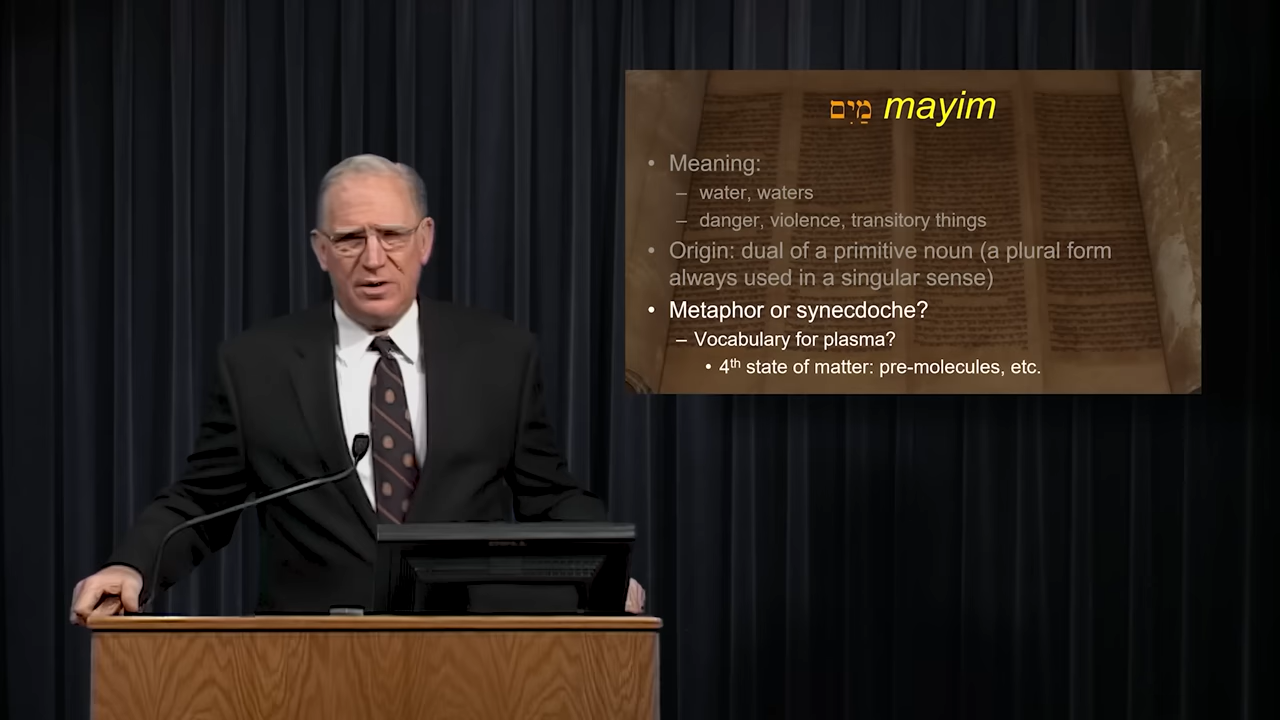 מַיִם mayim
• Meaning:
– water, waters
– danger, violence, transitory things
• Origin: dual of a primitive noun (a plural form
always used in a singular sense)
• Metaphor or synecdoche?
– Vocabulary for plasma?
• 4th state of matter: pre-molecules, etc.